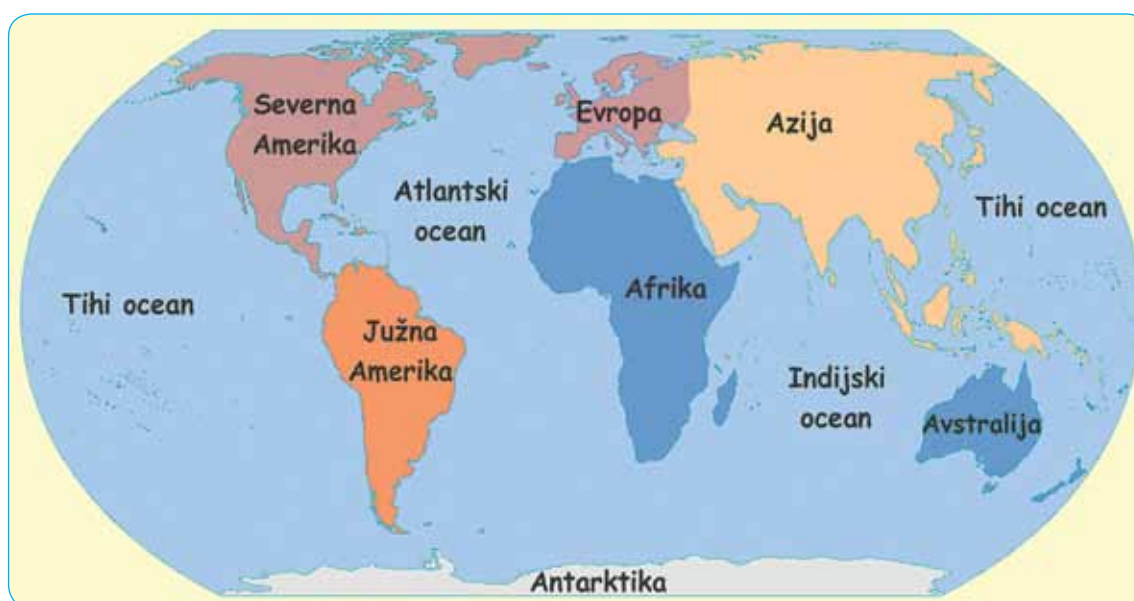 Severna
Amerika
Evropa
Azija
Atlantski
ocean
Tihi ocean
Tihi ocean
Afrika
Južna
Amerika
Indijski
ocean
Avstralija
Antarktika